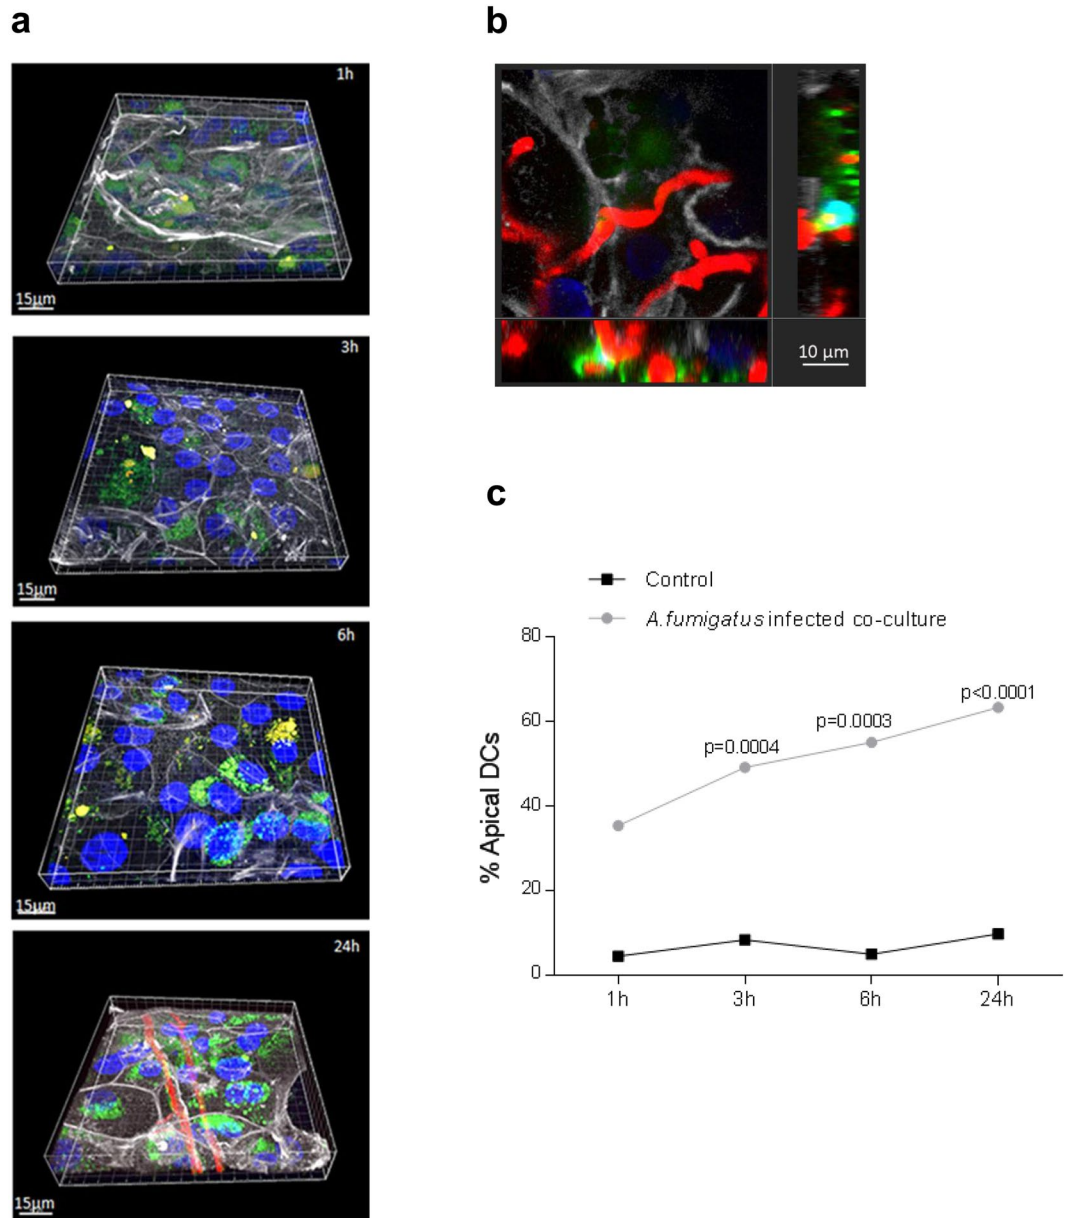 a
1h
15μm
3h
15μm
6h
15μm
24h
15μm
b
10 μm
c
Control
A.fumigatus infected co-culture
% Apical DCs
80
60
40
20
0
p=0.0004
p=0.0003
p<0.0001
1h
3h
6h
24h